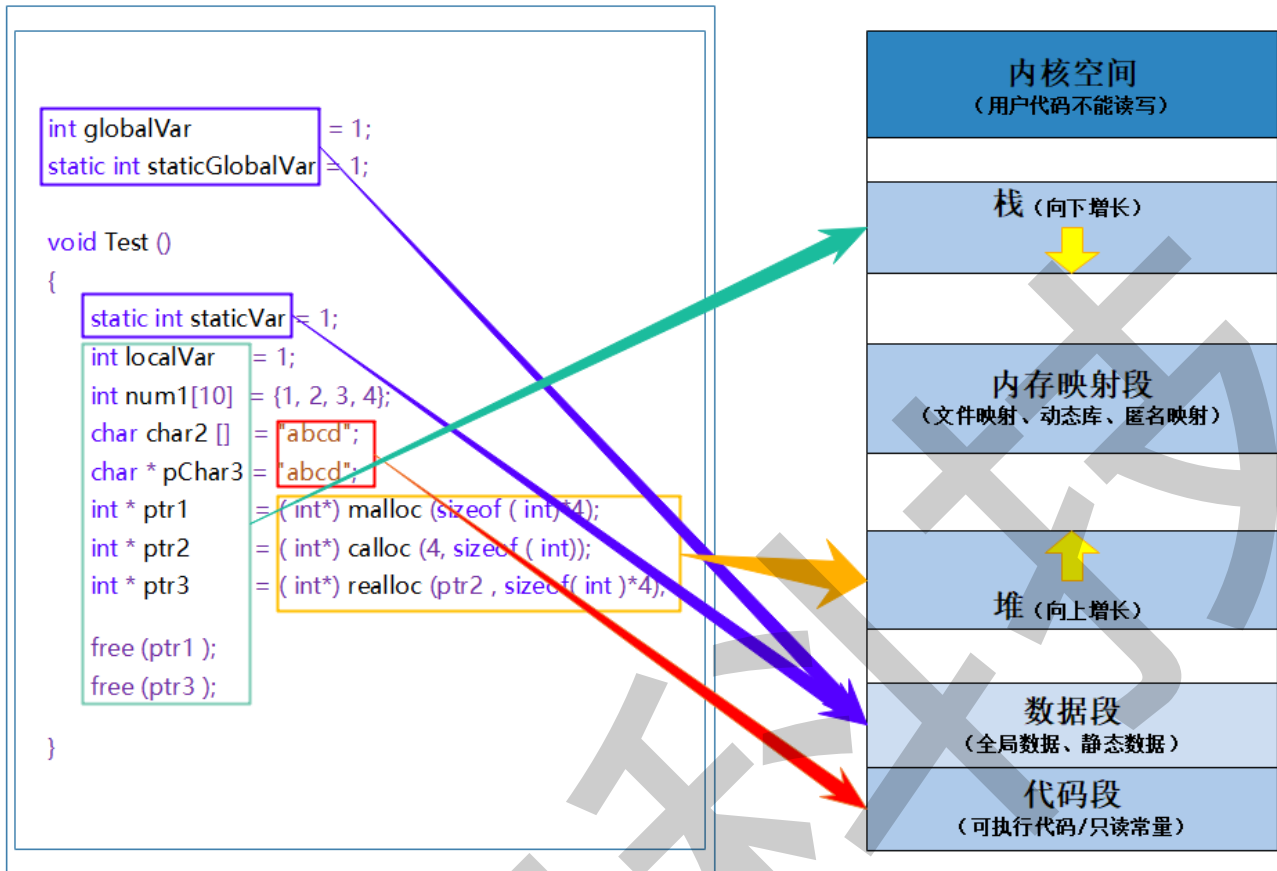 int globalVar = 1;
static int staticGlobalVar = 1;
void Test ()
{
static int staticVar = 1;
int localVar = 1;
int num1[10] = {1, 2, 3, 4};
char char2 [] = "abcd";
char * pChar3 = "abcd";
int * ptr1 = ( int*) malloc (sizeof ( int)*4);
int * ptr2 = ( int*) calloc (4, sizeof ( int));
int * ptr3 = ( int*) realloc (ptr2 , sizeof( int )*4);
free (ptr1 );
free (ptr3 );
}
内核空间
（用户代码不能读写）
栈（向下增长）
内存映射段
（文件映射、动态库、匿名映射）
堆（向上增长）
数据段
（全局数据、静态数据）
代码段
（可执行代码/只读常量）
科技